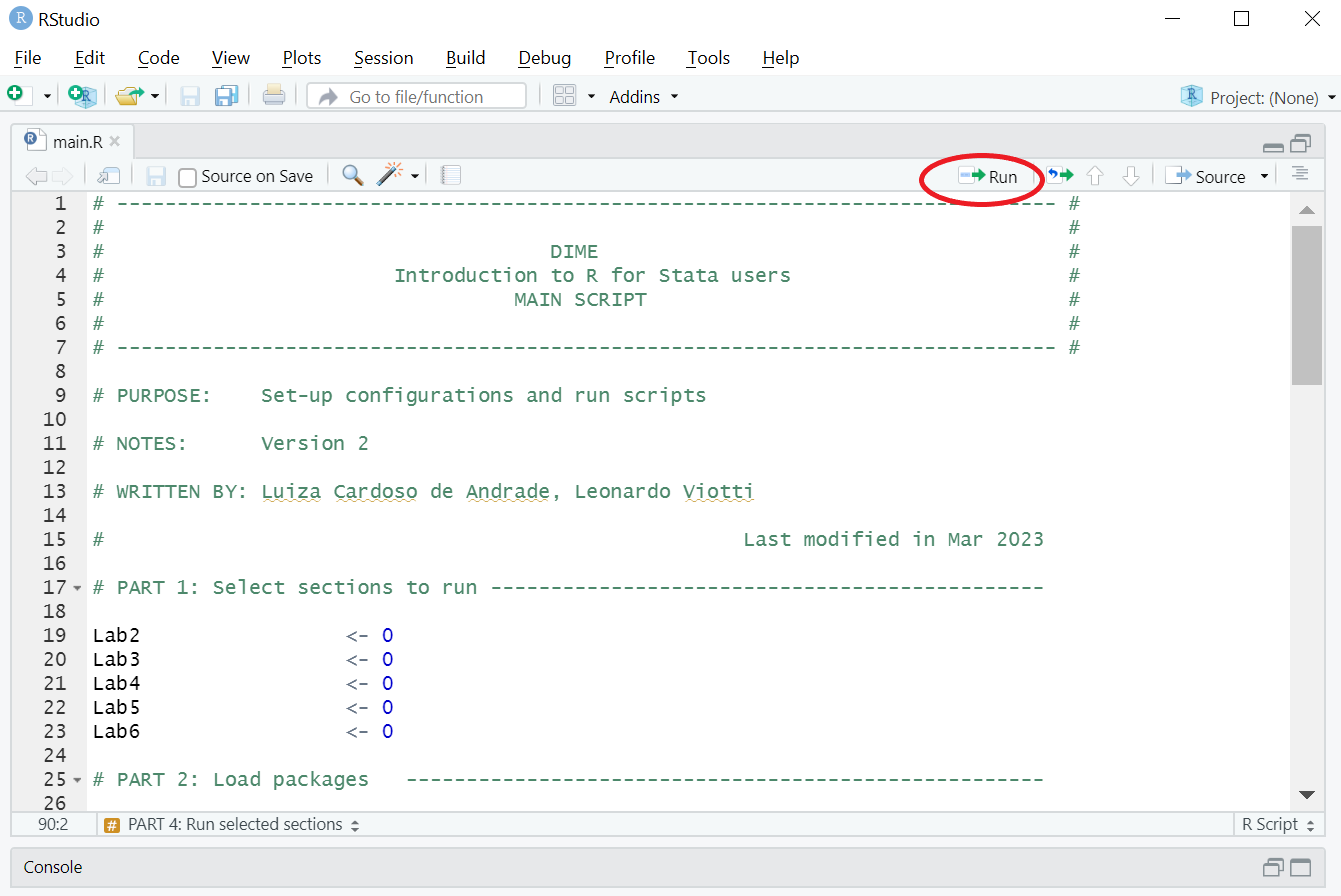 R RStudio
File Edit Code View Plots Session Build Debug Profile Tools Help
Go to file/function Addins Project: (None)
main.R
Source on Save Run Source
1 # ------------------------------------------------------------------------------ #
2 # #
3 # DIME #
4 # Introduction to R for Stata users #
5 # MAIN SCRIPT #
6 # #
7 # ------------------------------------------------------------------------------ #
8
9 # PURPOSE: Set-up configurations and run scripts
10
11 # NOTES: Version 2
12
13 # WRITTEN BY: Luiza Cardoso de Andrade, Leonardo Viotti
14
15 # Last modified in Mar 2023
16
17 # PART 1: Select sections to run ----------------------------------------------
18
19 Lab2 <- 0
20 Lab3 <- 0
21 Lab4 <- 0
22 Lab5 <- 0
23 Lab6 <- 0
24
25 # PART 2: Load packages -----------------------------------------------------
26
90:2 # PART 4: Run selected sections R Script
Console